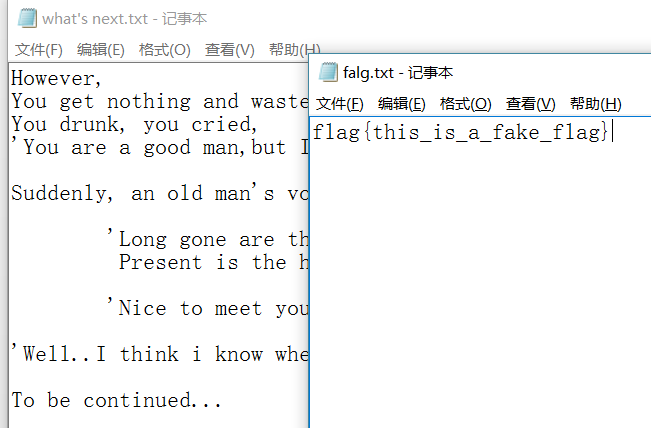 what's next.txt - 记事本
文件(F) 编辑(E) 格式(O) 查看(V) 帮助(H)
However,
You get nothing and waste
You drunk, you cried,
'You are a good man,but I
Suddenly, an old man's vo
'Long gone are th
Present is the h
'Nice to meet you
'Well..I think i know whe
To be continued...
falg.txt - 记事本
文件(F) 编辑(E) 格式(O) 查看(V) 帮助(H)
flag{this_is_a_fake_flag}